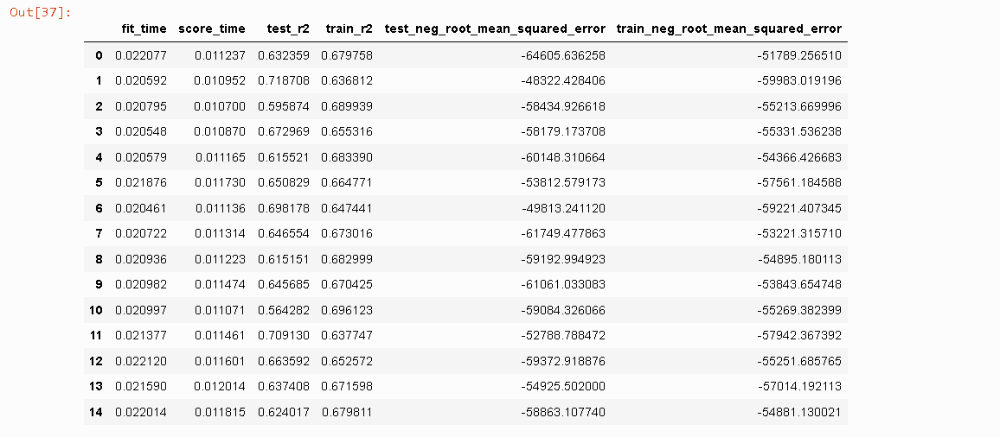 Out[37]:
fit_time score_time test_r2 train_r2 test_neg_root_mean_squared_error train_neg_root_mean_squared_error
0 0.022077 0.011237 0.632359 0.679758 -64605.636258 -51789.256510
1 0.020592 0.010952 0.718708 0.636812 -48322.428406 -59983.019196
2 0.020795 0.010700 0.595874 0.689939 -58434.926618 -55213.669996
3 0.020548 0.010870 0.672969 0.655316 -58179.173708 -55331.536238
4 0.020579 0.011165 0.615521 0.683390 -60148.310664 -54366.426683
5 0.021876 0.011730 0.650829 0.664771 -53812.579173 -57561.184588
6 0.020461 0.011136 0.698178 0.647441 -49813.241120 -59221.407345
7 0.020722 0.011314 0.646554 0.673016 -61749.477863 -53221.315710
8 0.020936 0.011223 0.615151 0.682999 -59192.994923 -54895.180113
9 0.020982 0.011474 0.645685 0.670425 -61061.033083 -53843.654748
10 0.020997 0.011071 0.564282 0.696123 -59084.326066 -55269.382399
11 0.021377 0.011461 0.709130 0.637747 -52788.788472 -57942.367392
12 0.022120 0.011601 0.663592 0.652572 -59372.918876 -55251.685765
13 0.021590 0.012014 0.637408 0.671598 -54925.502000 -57014.192113
14 0.022014 0.011815 0.624017 0.679811 -58863.107740 -54881.130021